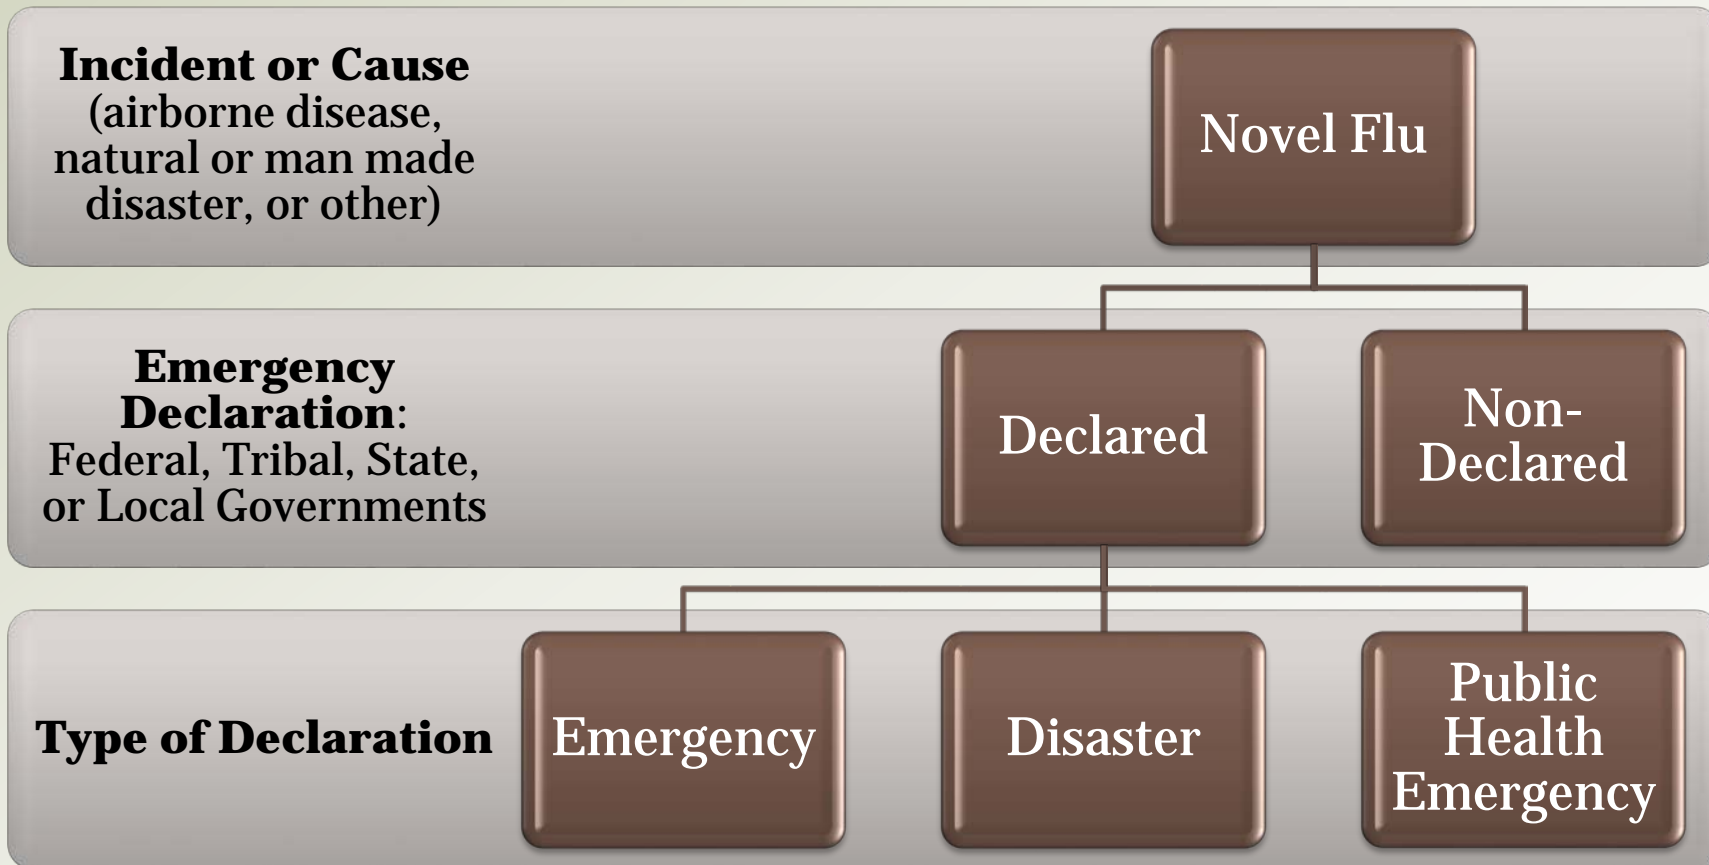 Incident or Cause
(airborne disease,
natural or man made
disaster, or other)
Novel Flu
Emergency
Declaration:
Federal, Tribal, State,
or Local Governments
Declared
Non-
Declared
Type of Declaration
Emergency
Disaster
Public
Health
Emergency